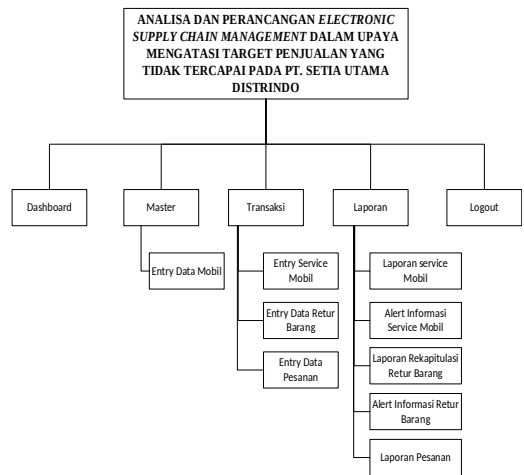 ANALISA DAN PERANCANGAN ELECTRONIC
SUPPLY CHAIN MANAGEMENT DALAM UPAYA
MENGATASI TARGET PENJUALAN YANG
TIDAK TERCAPAI PADA PT. SETIA UTAMA
DISTRINDO
Dashboard
Master
Transaksi
Laporan
Logout
Entry Data Mobil
Entry Service
Mobil
Entry Data Retur
Barang
Entry Data
Pesanan
Laporan service
Mobil
Alert Informasi
Service Mobil
Laporan Rekapitulasi
Retur Barang
Alert Informasi Retur
Barang
Laporan Pesanan